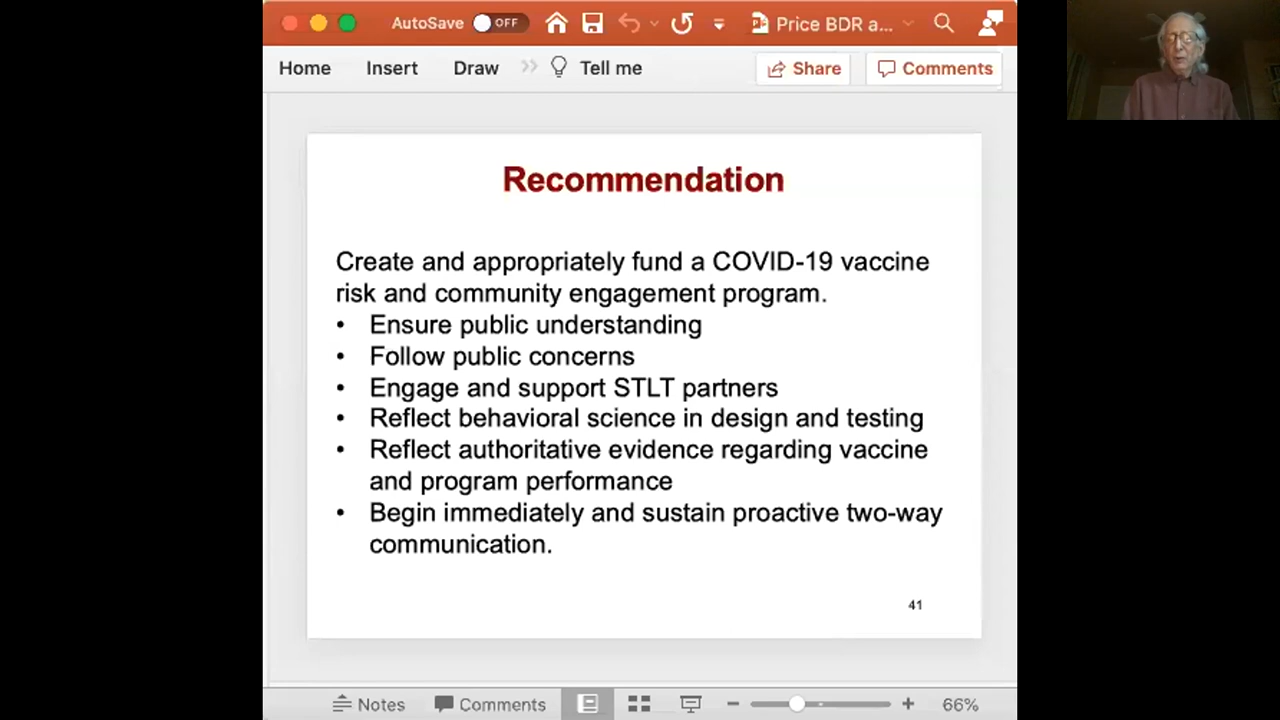 AutoSave OFF Price BDR a...
Home Insert Draw Tell me Share Comments
Recommendation
Create and appropriately fund a COVID-19 vaccine
risk and community engagement program.
• Ensure public understanding
• Follow public concerns
• Engage and support STLT partners
• Reflect behavioral science in design and testing
• Reflect authoritative evidence regarding vaccine
and program performance
• Begin immediately and sustain proactive two-way
communication.
41
Notes Comments 66%